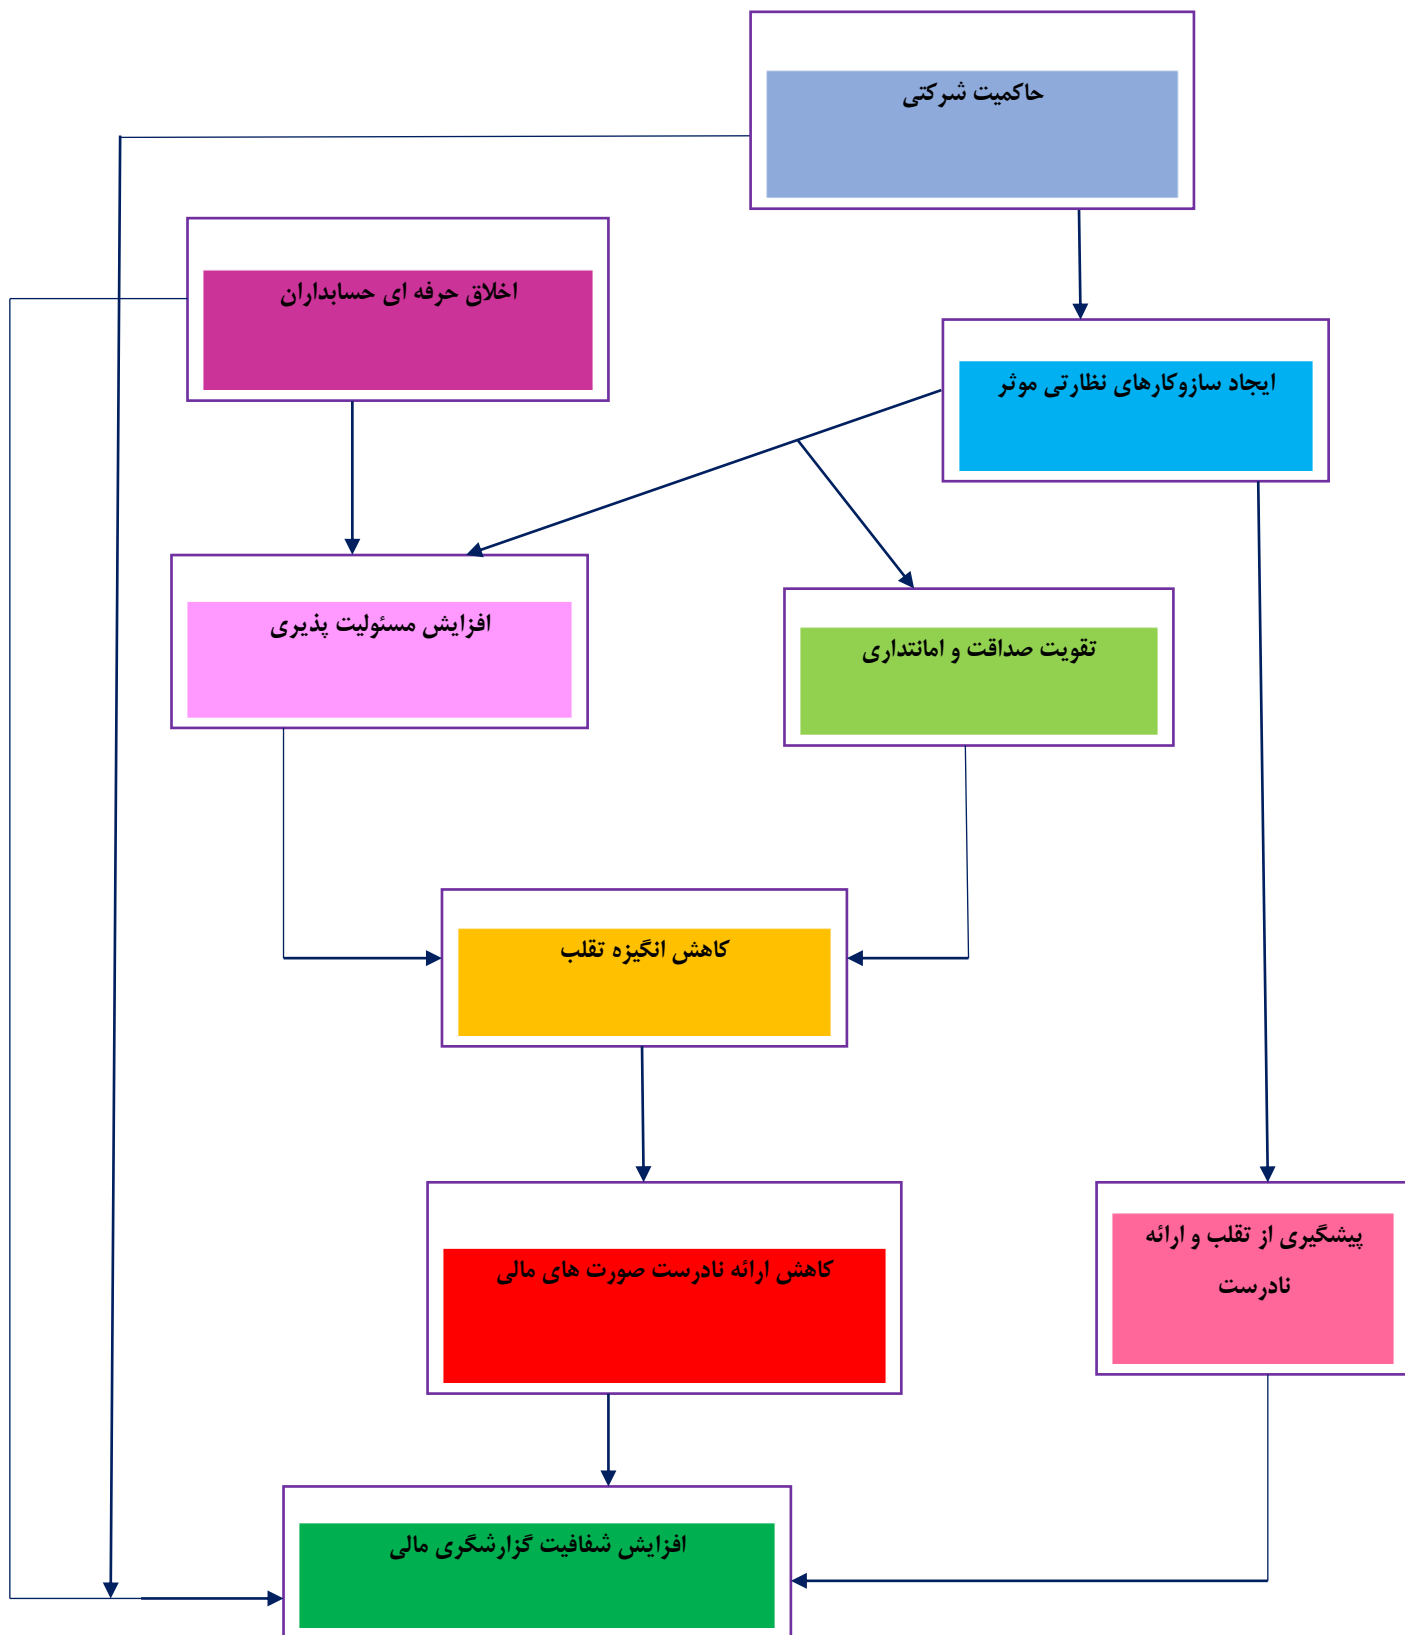 حاکمیت شرکتی
اخلاق حرفه ای حسابداران
ایجاد سازوکارهای نظارتی موثر
افزایش مسئولیت پذیری
تقویت صداقت و امانتداری
کاهش انگیزه تقلب
پیشگیری از تقلب و ارائه
نادرست
کاهش ارائه نادرست صورت های مالی
افزایش شفافیت گزارشگری مالی